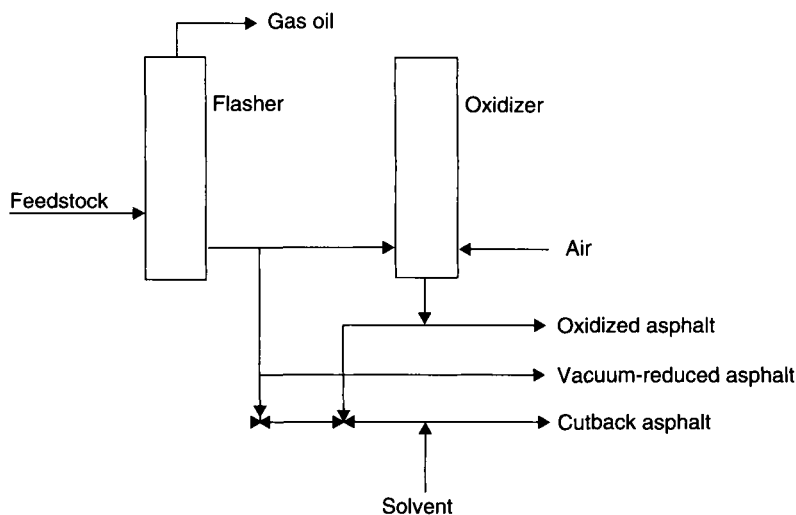 Gas oil
Flasher
Oxidizer
Feedstock
Air
Oxidized asphalt
Vacuum-reduced asphalt
Cutback asphalt
Solvent